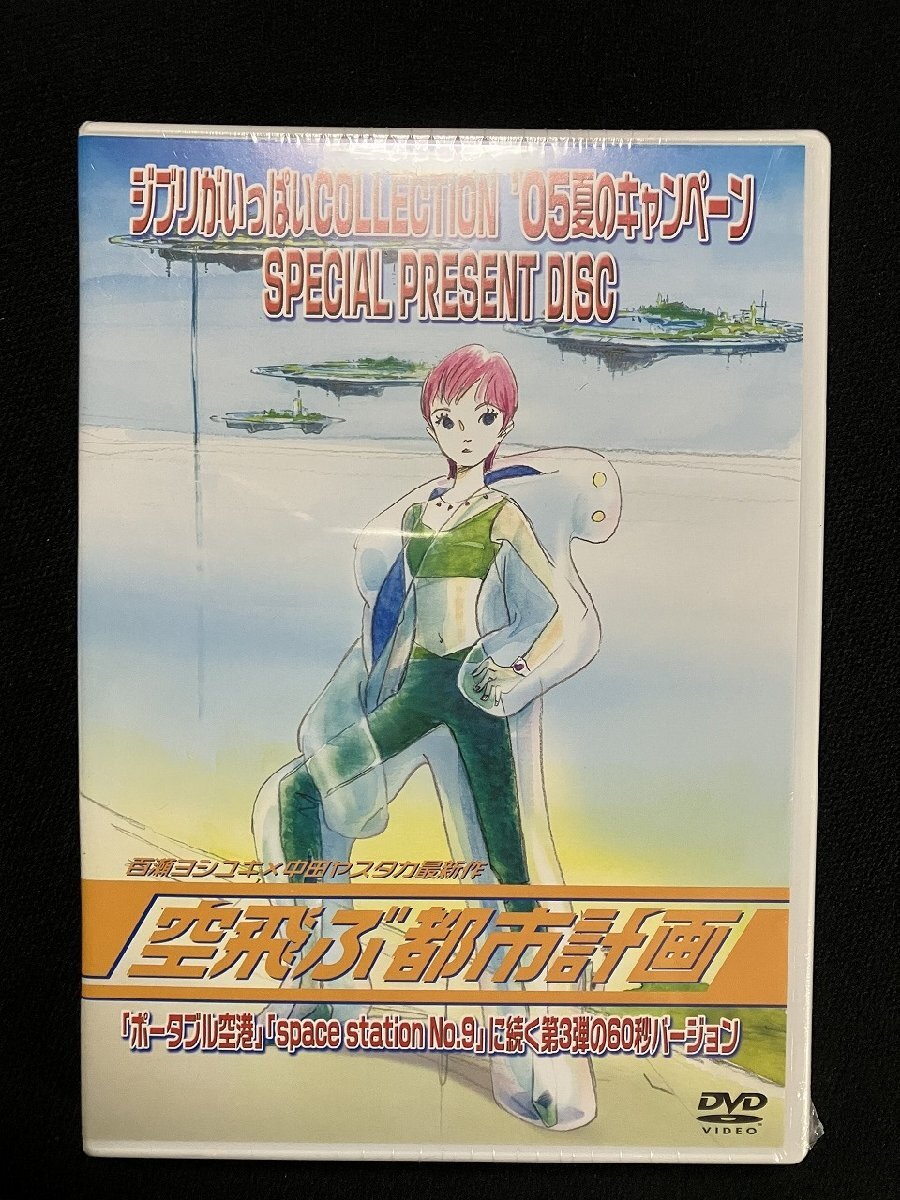 ジブリがいっぱいCOLLECTION '05夏のキャンペーン
SPECIAL PRESENT DISC
百瀬ヨシユキ×中田ヤスタカ最新作
空飛ぶ都市計画
「ポータブル空港」「space station No.9」に続く第3弾の60秒バージョン
DVD
VIDEO